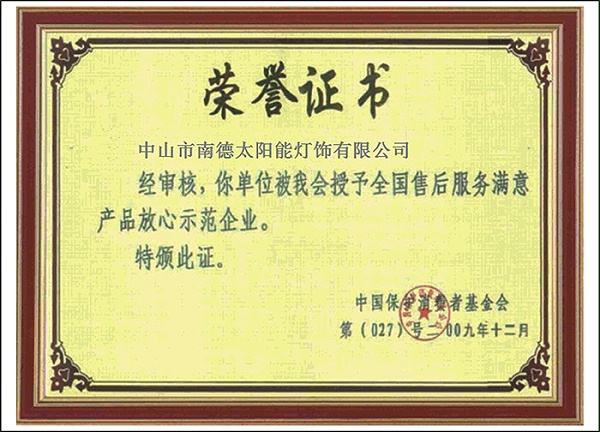 荣誉证书
中山市南德太阳能灯饰有限公司
经审核，你单位被我会授予全国售后服务满意
产品放心示范企业。
特颁此证。
中国保护消费者基金会
第（027）号 二00九年十二月